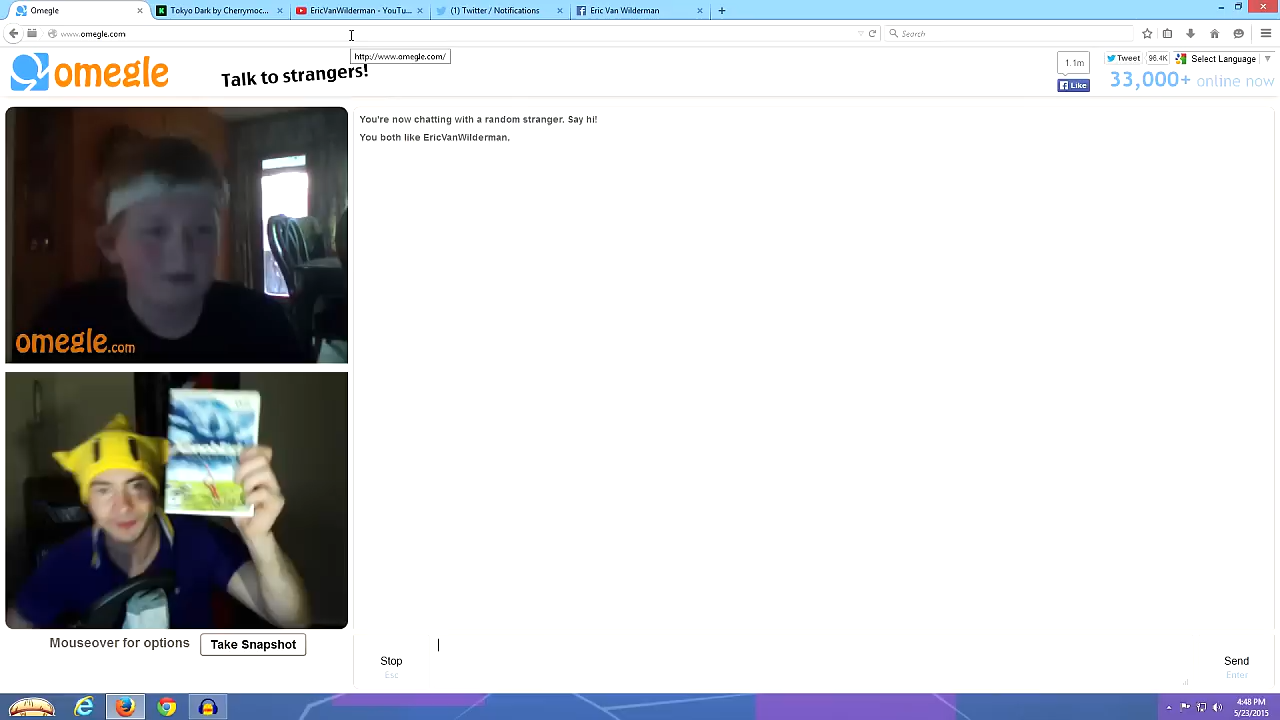 Omegle
Tokyo Dark by Cherrymoc...
EricVanWilderman - YouTu...
(1) Twitter / Notifications
Eric Van Wilderman
www.omegle.com
Search
http://www.omegle.com/
omegle
Talk to strangers!
1.1m
Like
Tweet
96.4K
Select Language
33,000+ online now
You're now chatting with a random stranger. Say hi!
You both like EricVanWilderman.
omegle.com
Wii
Mouseover for options
Take Snapshot
Stop
Esc
Send
Enter
4:48 PM
5/23/2015